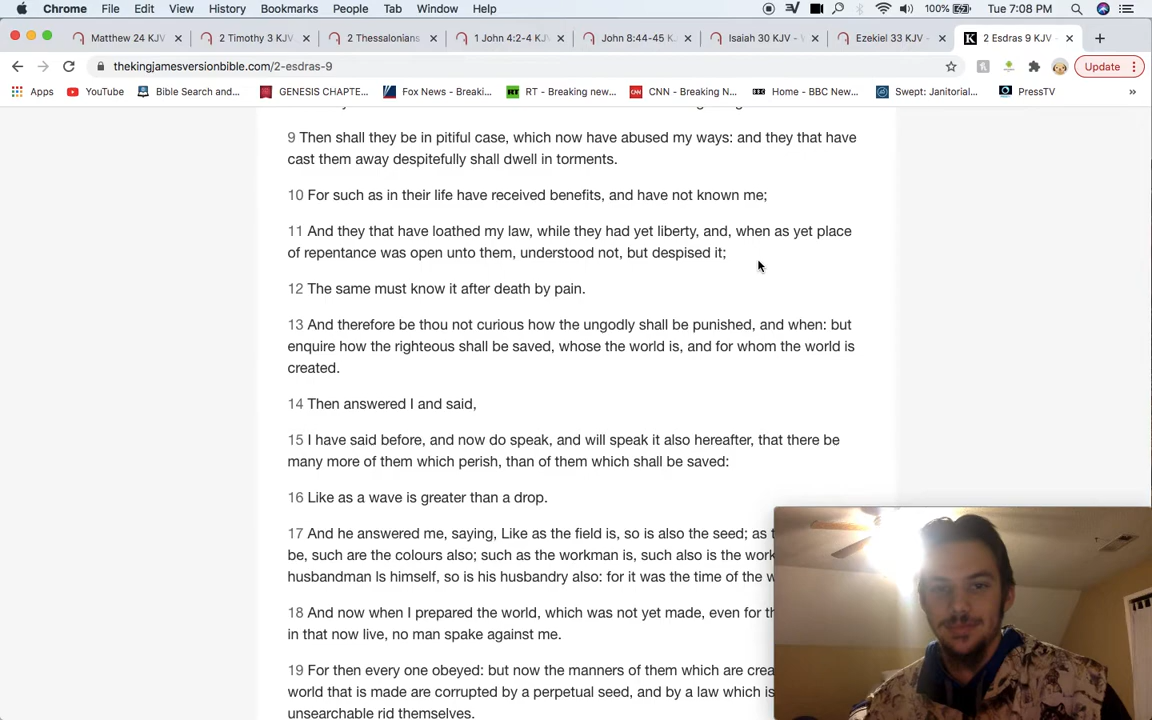 Chrome File Edit View History Bookmarks People Tab Window Help 100% Tue 7:08 PM
Matthew 24 KJV 2 Timothy 3 KJV 2 Thessalonians 1 John 4:2-4 KJV John 8:44-45 Isaiah 30 KJV - Ezekiel 33 KJV - 2 Esdras 9 KJV
thekingjamesversionbible.com/2-esdras-9 Update
Apps YouTube Bible Search and... GENESIS CHAPTE... Fox News - Breaki... RT - Breaking new... CNN - Breaking N... Home - BBC New... Swept: Janitorial... PressTV »
9 Then shall they be in pitiful case, which now have abused my ways: and they that have
cast them away despitefully shall dwell in torments.
10 For such as in their life have received benefits, and have not known me;
11 And they that have loathed my law, while they had yet liberty, and, when as yet place
of repentance was open unto them, understood not, but despised it;
12 The same must know it after death by pain.
13 And therefore be thou not curious how the ungodly shall be punished, and when: but
enquire how the righteous shall be saved, whose the world is, and for whom the world is
created.
14 Then answered I and said,
15 I have said before, and now do speak, and will speak it also hereafter, that there be
many more of them which perish, than of them which shall be saved:
16 Like as a wave is greater than a drop.
17 And he answered me, saying, Like as the field is, so is also the seed; as
be, such are the colours also; such as the workman is, such also is the work
husbandman ls himself, so is his husbandry also: for it was the time of the
18 And now when I prepared the world, which was not yet made, even for
in that now live, no man spake against me.
19 For then every one obeyed: but now the manners of them which are
world that is made are corrupted by a perpetual seed, and by a law which is
unsearchable rid themselves.